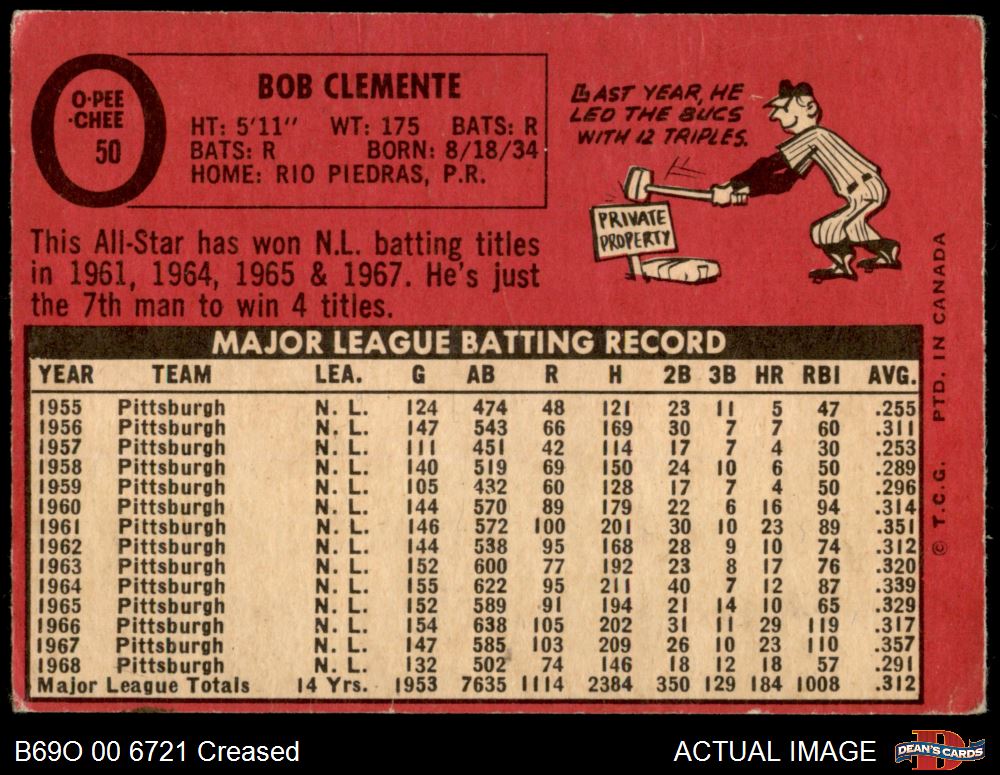 O-PEE
-CHEE
50
BOB CLEMENTE
HT: 5'11" WT: 175 BATS: R
BATS: R BORN: 8/18/34
HOME: RIO PIEDRAS, P.R.
LAST YEAR, HE
LED THE BUCS
WITH 12 TRIPLES.
PRIVATE
PROPERTY
This All-Star has won N.L. batting titles
in 1961, 1964, 1965 & 1967. He's just
the 7th man to win 4 titles.
MAJOR LEAGUE BATTING RECORD
YEAR TEAM LEA. G AB R H 2B 3B HR RBI AVG.
1955 Pittsburgh N. L. 124 474 48 121 23 11 5 47 .255
1956 Pittsburgh N. L. 147 543 66 169 30 7 7 60 .311
1957 Pittsburgh N. L. 111 451 42 114 17 7 4 30 .253
1958 Pittsburgh N. L. 140 519 69 150 24 10 6 50 .289
1959 Pittsburgh N. L. 105 432 60 128 17 7 4 50 .296
1960 Pittsburgh N. L. 144 570 89 179 22 6 16 94 .314
1961 Pittsburgh N. L. 146 572 100 201 30 10 23 89 .351
1962 Pittsburgh N. L. 144 538 95 168 28 9 10 74 .312
1963 Pittsburgh N. L. 152 600 77 192 23 8 17 76 .320
1964 Pittsburgh N. L. 155 622 95 211 40 7 12 87 .339
1965 Pittsburgh N. L. 152 589 91 194 21 14 10 65 .329
1966 Pittsburgh N. L. 154 638 105 202 31 11 29 119 .317
1967 Pittsburgh N. L. 147 585 103 209 26 10 23 110 .357
1968 Pittsburgh N. L. 132 502 74 146 18 12 18 57 .291
Major League Totals 14 Yrs. 1953 7635 1114 2384 350 129 184 1008 .312
© T.C.G. PTD. IN CANADA
B69O 00 6721 Creased
ACTUAL IMAGE
DEAN'S CARDS